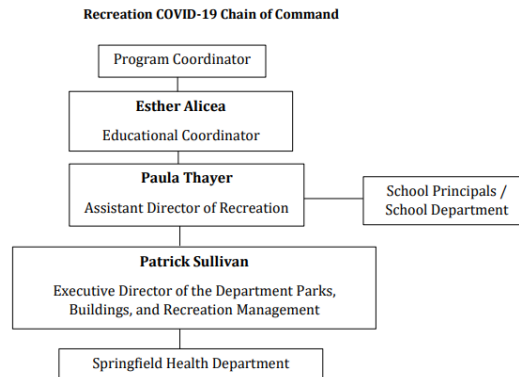 Recreation COVID-19 Chain of Command
Program Coordinator
Esther Alicea
Educational Coordinator
Paula Thayer
Assistant Director of Recreation
School Principals /
School Department
Patrick Sullivan
Executive Director of the Department Parks,
Buildings, and Recreation Management
Springfield Health Department